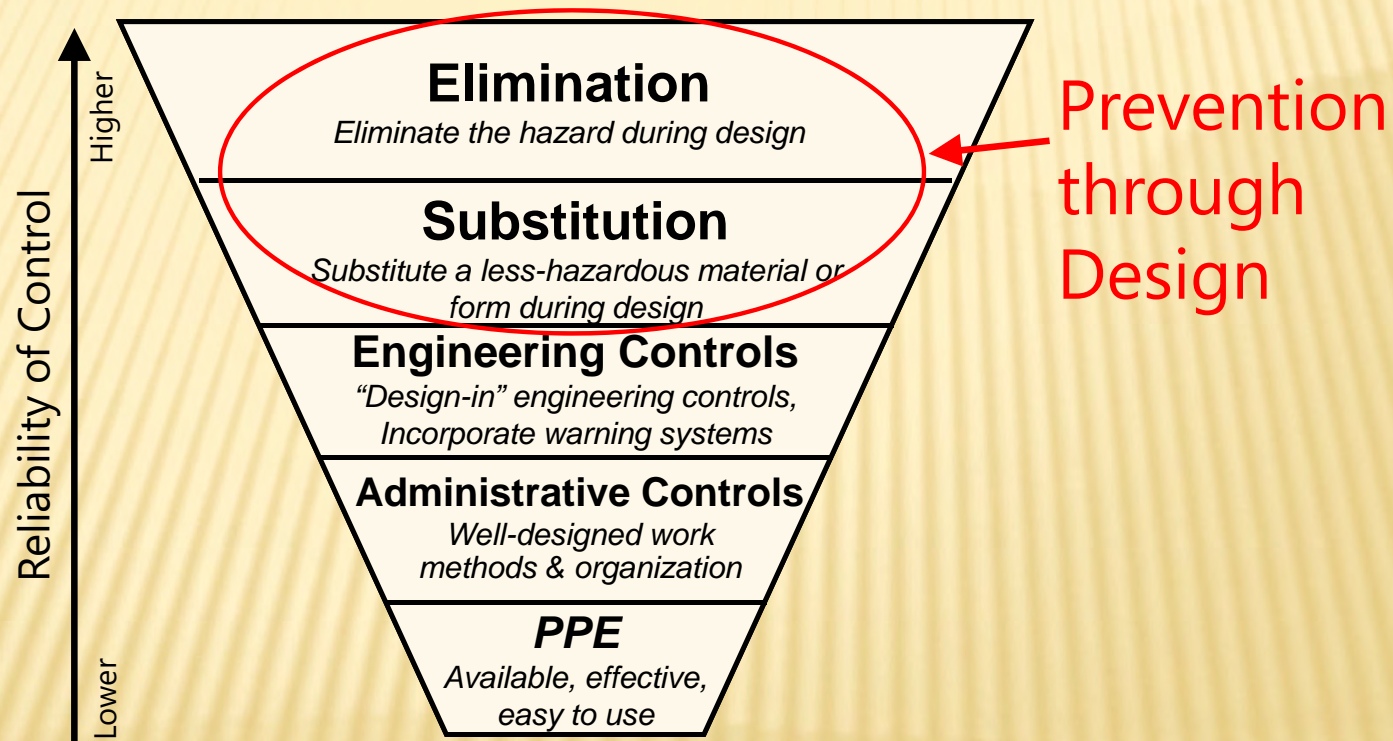 Elimination
Eliminate the hazard during design
Substitution
Substitute a less-hazardous material or
form during design
Engineering Controls
“Design-in” engineering controls,
Incorporate warning systems
Administrative Controls
Well-designed work
methods & organization
PPE
Available, effective,
easy to use
Reliability of Control
Higher
Lower
Prevention
through
Design